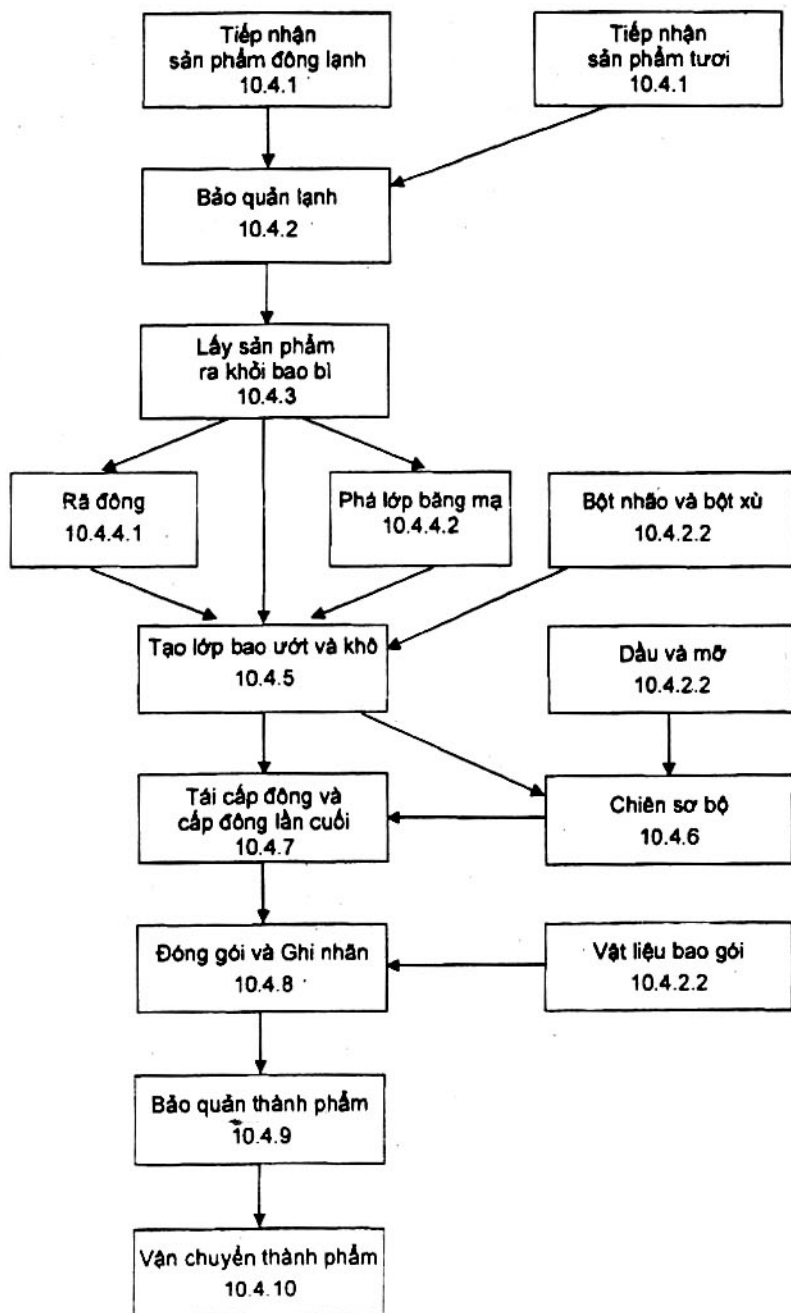 Tiếp nhận
sản phẩm đông lạnh
10.4.1
Tiếp nhận
sản phẩm tươi
10.4.1
Bảo quản lạnh
10.4.2
Lấy sản phẩm
ra khỏi bao bì
10.4.3
Rã đông
10.4.4.1
Phá lớp băng mạ
10.4.4.2
Bột nhão và bột xù
10.4.2.2
Tạo lớp bao ướt và khô
10.4.5
Dầu và mỡ
10.4.2.2
Tái cấp đông và
cấp đông lần cuối
10.4.7
Chiên sơ bộ
10.4.6
Đóng gói và Ghi nhãn
10.4.8
Vật liệu bao gói
10.4.2.2
Bảo quản thành phẩm
10.4.9
Vận chuyển thành phẩm
10.4.10